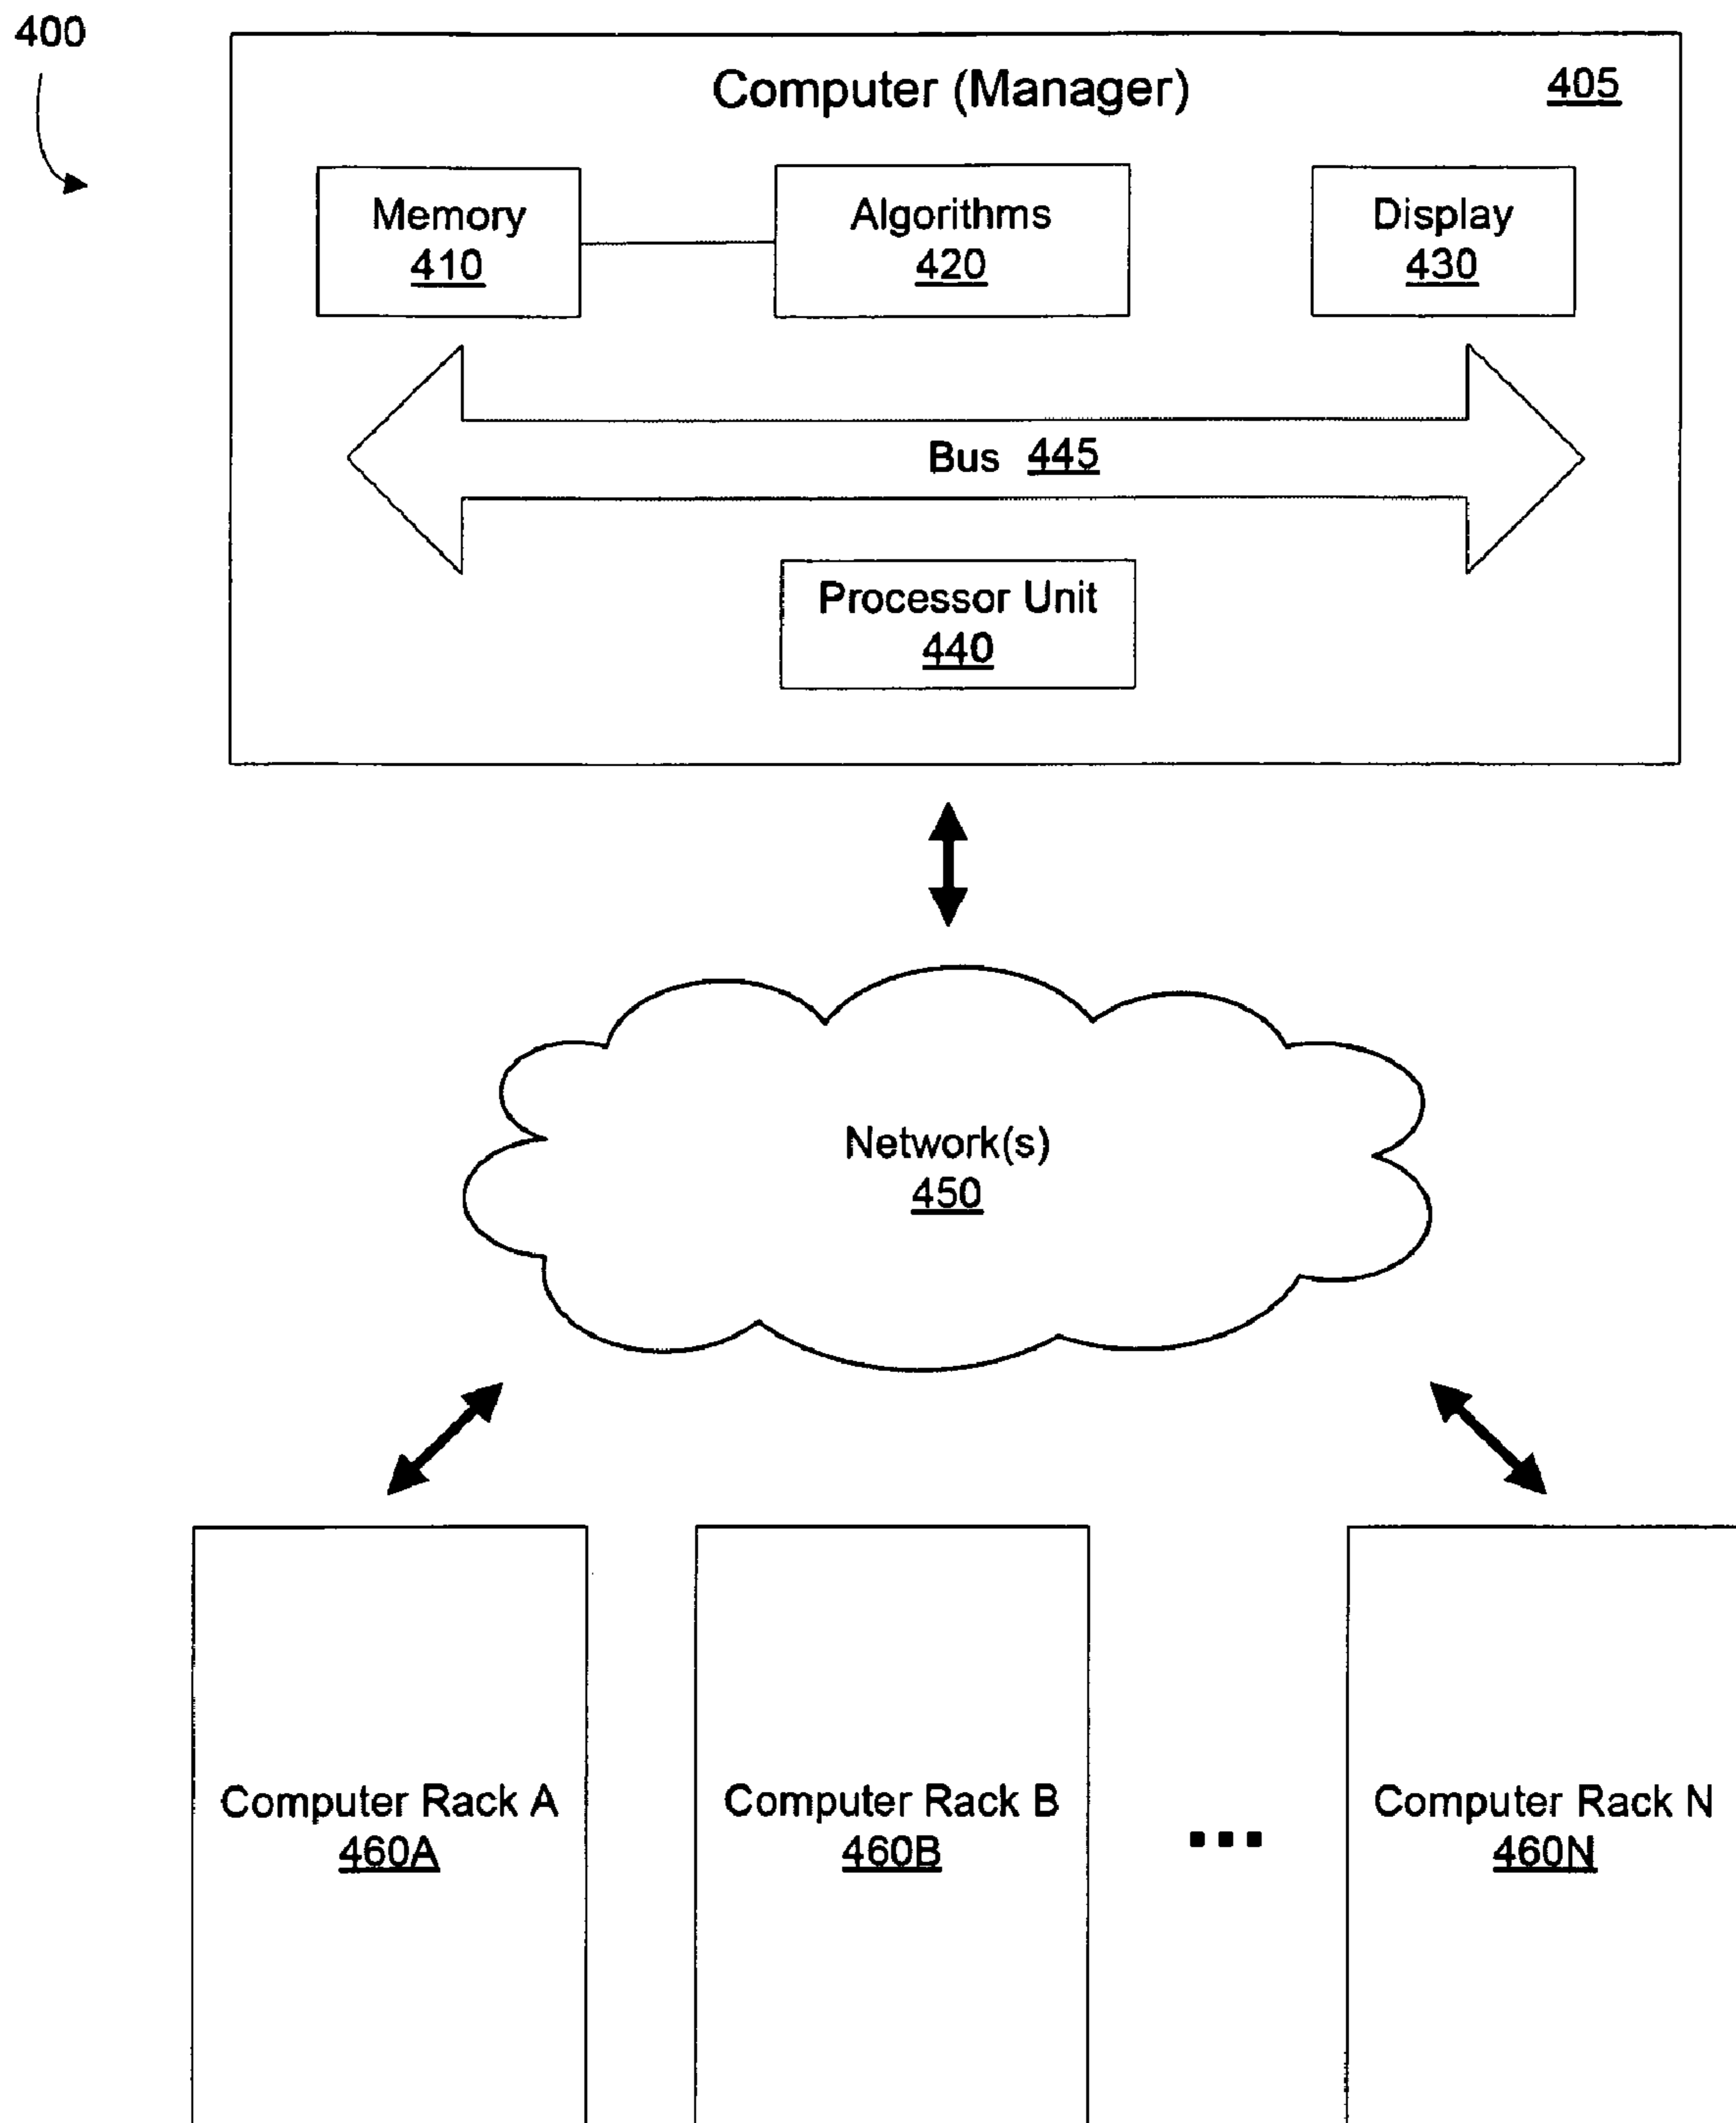 400
Computer (Manager)
405
Memory
410
Algorithms
420
Display
430
Bus 445
Processor Unit
440
Network(s)
450
Computer Rack A
460A
Computer Rack B
460B
...
Computer Rack N
460N